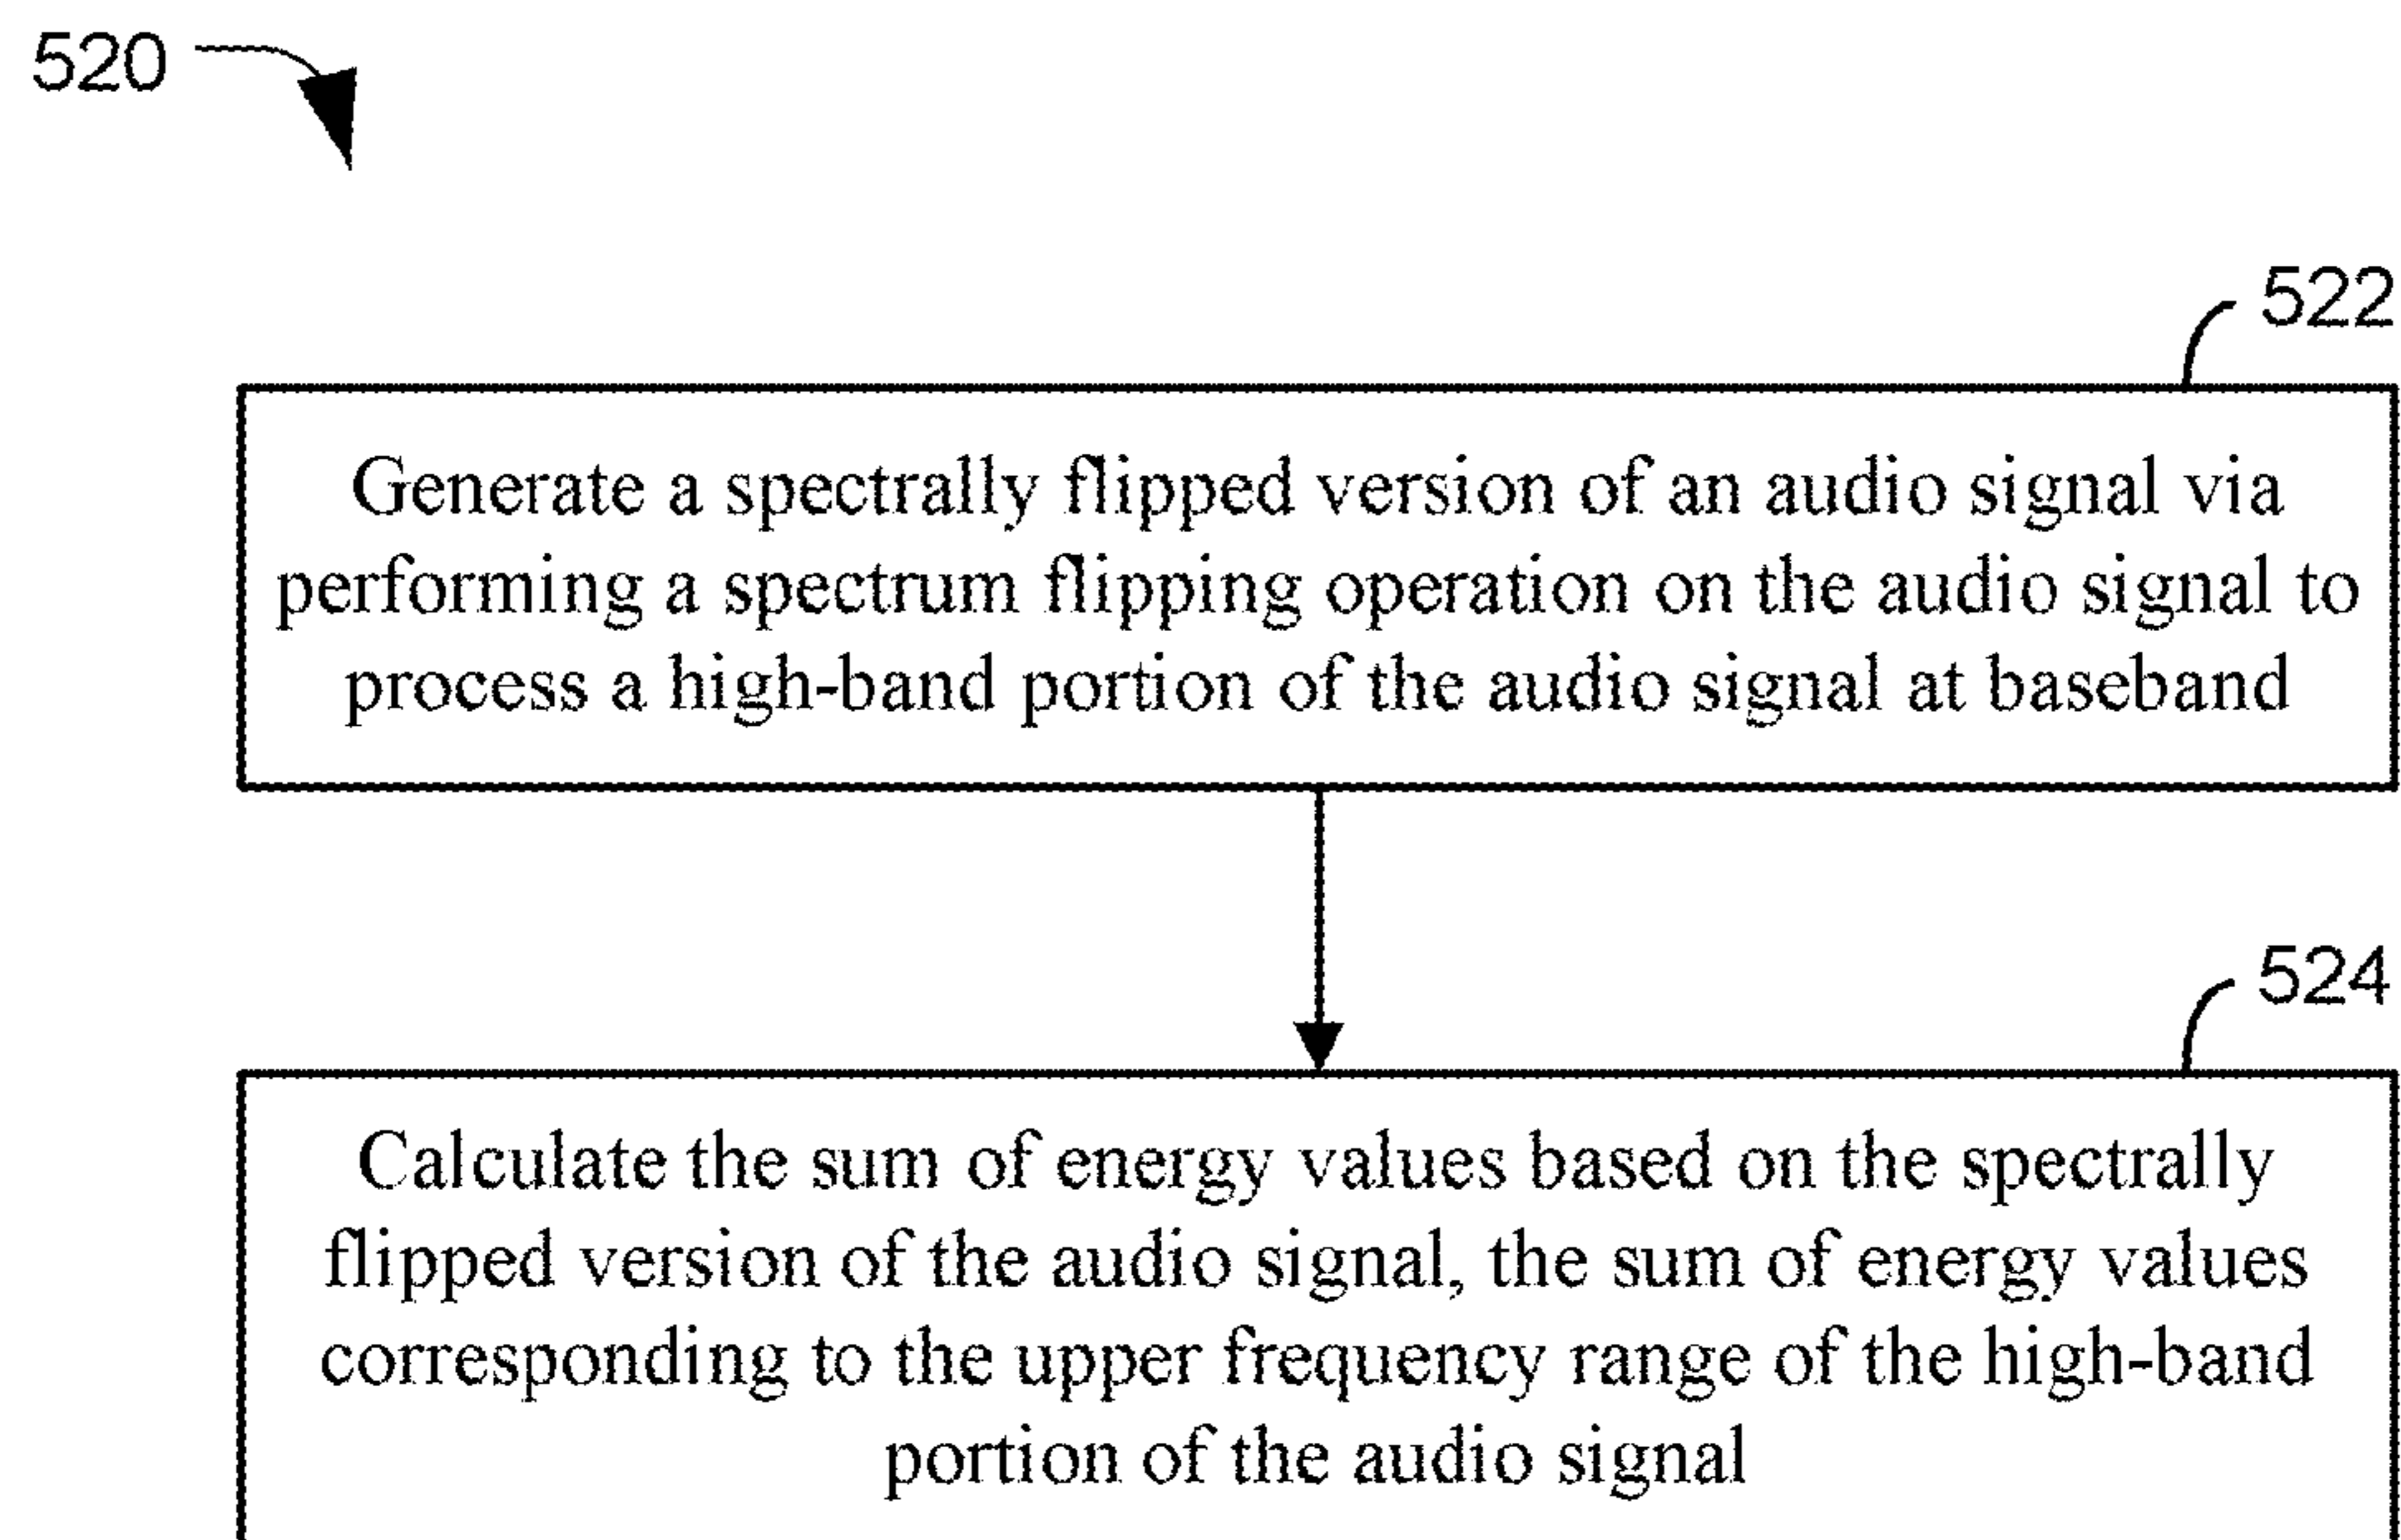 520
522
Generate a spectrally flipped version of an audio signal via
performing a spectrum flipping operation on the audio signal to
process a high-band portion of the audio signal at baseband
524
Calculate the sum of energy values based on the spectrally
flipped version of the audio signal, the sum of energy values
corresponding to the upper frequency range of the high-band
portion of the audio signal